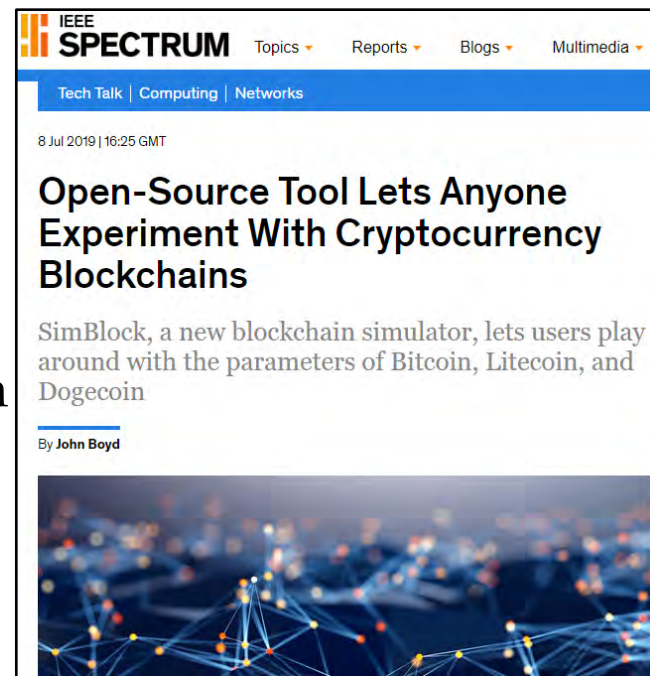 IEEE
SPECTRUM Topics Reports Blogs Multimedia
Tech Talk | Computing | Networks
8 Jul 2019 | 16:25 GMT
Open-Source Tool Lets Anyone
Experiment With Cryptocurrency
Blockchains
SimBlock, a new blockchain simulator, lets users play
around with the parameters of Bitcoin, Litecoin, and
Dogecoin
By John Boyd